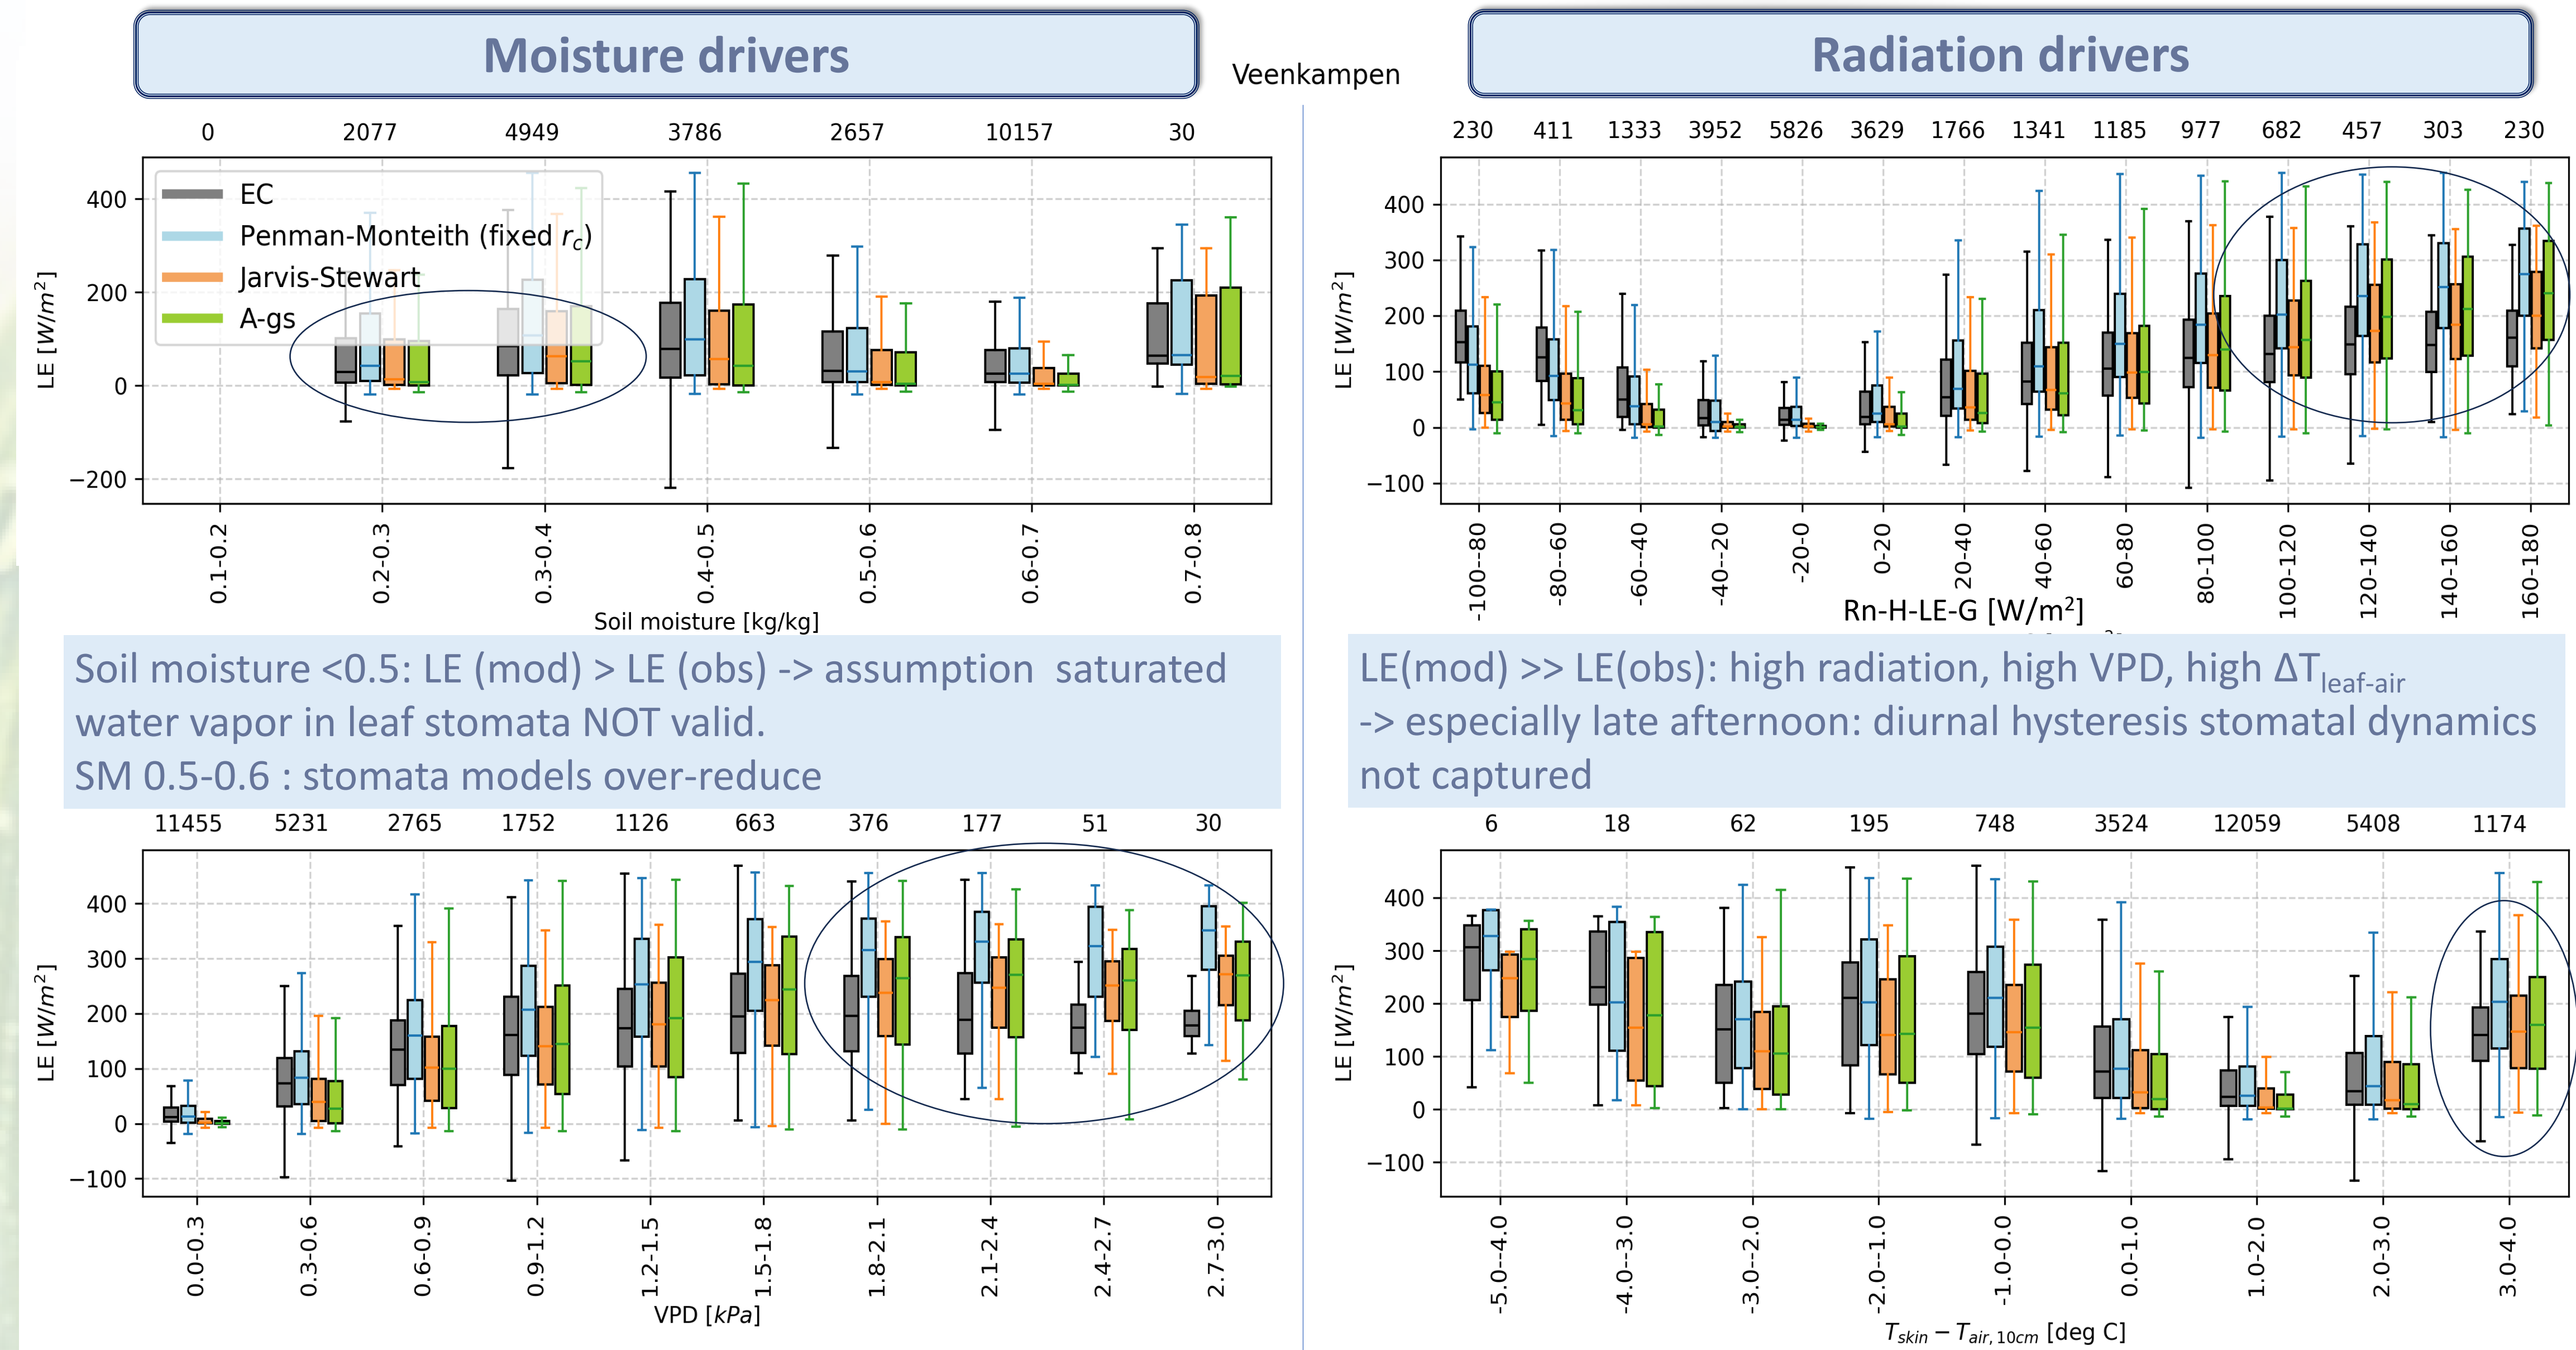 Moisture drivers
Veenkampen
Radiation drivers
0 2077 4949 3786 2657 10157 30
EC
Penman-Monteith (fixed r_c)
Jarvis-Stewart
A-gs
LE [W/m²]
400
200
0
−200
0.1-0.2 0.2-0.3 0.3-0.4 0.4-0.5 0.5-0.6 0.6-0.7 0.7-0.8
Soil moisture [kg/kg]
230 411 1333 3952 5826 3629 1766 1341 1185 977 682 457 303 230
LE [W/m²]
400
300
200
100
0
−100
-100--80 -80--60 -60--40 -40--20 -20-0 0-20 20-40 40-60 60-80 80-100 100-120 120-140 140-160 160-180
Rn-H-LE-G [W/m²]
Soil moisture <0.5: LE (mod) > LE (obs) -> assumption saturated
water vapor in leaf stomata NOT valid.
SM 0.5-0.6 : stomata models over-reduce
LE(mod) >> LE(obs): high radiation, high VPD, high ΔT_leaf-air
-> especially late afternoon: diurnal hysteresis stomatal dynamics
not captured
11455 5231 2765 1752 1126 663 376 177 51 30
LE [W/m²]
400
300
200
100
0
−100
0.0-0.3 0.3-0.6 0.6-0.9 0.9-1.2 1.2-1.5 1.5-1.8 1.8-2.1 2.1-2.4 2.4-2.7 2.7-3.0
VPD [kPa]
6 18 62 195 748 3524 12059 5408 1174
LE [W/m²]
400
300
200
100
0
−100
-5.0--4.0 -4.0--3.0 -3.0--2.0 -2.0--1.0 -1.0-0.0 0.0-1.0 1.0-2.0 2.0-3.0 3.0-4.0
T_skin − T_air, 10cm [deg C]